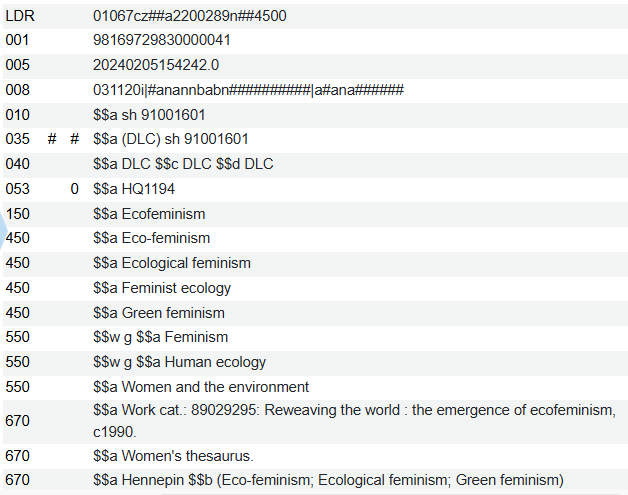 LDR 01067cz##a2200289n##4500
001 98169729830000041
005 20240205154242.0
008 031120i|#anannbabn##########|a#ana######
010 $$a sh 91001601
035 # # $$a (DLC) sh 91001601
040 $$a DLC $$c DLC $$d DLC
053 0 $$a HQ1194
150 $$a Ecofeminism
450 $$a Eco-feminism
450 $$a Ecological feminism
450 $$a Feminist ecology
450 $$a Green feminism
550 $$w g $$a Feminism
550 $$w g $$a Human ecology
550 $$a Women and the environment
670 $$a Work cat.: 89029295: Reweaving the world : the emergence of ecofeminism,
c1990.
670 $$a Women's thesaurus.
670 $$a Hennepin $$b (Eco-feminism; Ecological feminism; Green feminism)